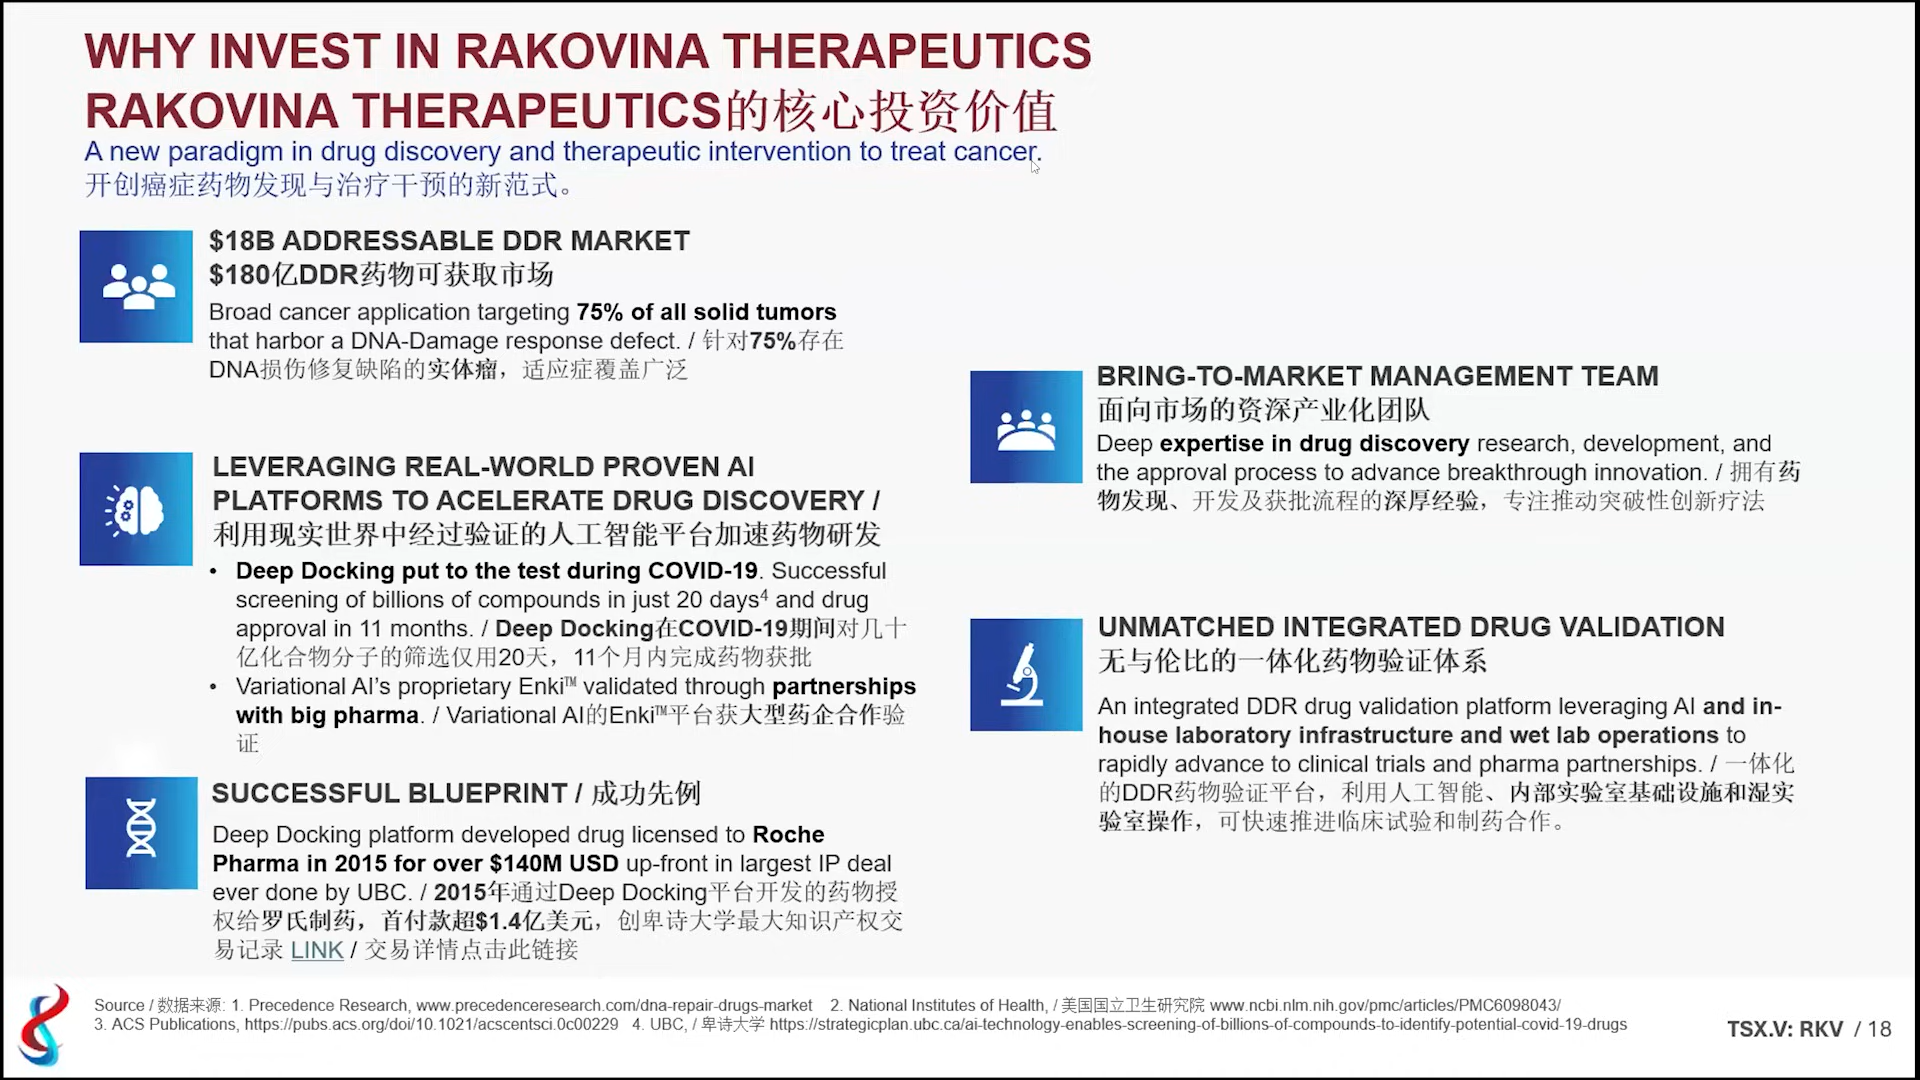 WHY INVEST IN RAKOVINA THERAPEUTICS
RAKOVINA THERAPEUTICS的核心投资价值
A new paradigm in drug discovery and therapeutic intervention to treat cancer.
开创癌症药物发现与治疗干预的新范式。
$18B ADDRESSABLE DDR MARKET
$180亿DDR药物可获取市场
Broad cancer application targeting 75% of all solid tumors
that harbor a DNA-Damage response defect. / 针对75%存在
DNA损伤修复缺陷的实体瘤，适应症覆盖广泛
LEVERAGING REAL-WORLD PROVEN AI
PLATFORMS TO ACELERATE DRUG DISCOVERY /
利用现实世界中经过验证的人工智能平台加速药物研发
• Deep Docking put to the test during COVID-19. Successful
screening of billions of compounds in just 20 days⁴ and drug
approval in 11 months. / Deep Docking在COVID-19期间对几十
亿化合物分子的筛选仅用20天，11个月内完成药物获批
• Variational AI’s proprietary Enki™ validated through partnerships
with big pharma. / Variational AI的Enki™平台获大型药企合作验
证
SUCCESSFUL BLUEPRINT / 成功先例
Deep Docking platform developed drug licensed to Roche
Pharma in 2015 for over $140M USD up-front in largest IP deal
ever done by UBC. / 2015年通过Deep Docking平台开发的药物授
权给罗氏制药，首付款超$1.4亿美元，创卑诗大学最大知识产权交
易记录 LINK / 交易详情点击此链接
BRING-TO-MARKET MANAGEMENT TEAM
面向市场的资深产业化团队
Deep expertise in drug discovery research, development, and
the approval process to advance breakthrough innovation. / 拥有药
物发现、开发及获批流程的深厚经验，专注推动突破性创新疗法
UNMATCHED INTEGRATED DRUG VALIDATION
无与伦比的一体化药物验证体系
An integrated DDR drug validation platform leveraging AI and in-
house laboratory infrastructure and wet lab operations to
rapidly advance to clinical trials and pharma partnerships. / 一体化
的DDR药物验证平台，利用人工智能、内部实验室基础设施和湿实
验室操作，可快速推进临床试验和制药合作。
Source / 数据来源: 1. Precedence Research, www.precedenceresearch.com/dna-repair-drugs-market 2. National Institutes of Health, / 美国国立卫生研究院 www.ncbi.nlm.nih.gov/pmc/articles/PMC6098043/
3. ACS Publications, https://pubs.acs.org/doi/10.1021/acscentsci.0c00229 4. UBC, / 卑诗大学 https://strategicplan.ubc.ca/ai-technology-enables-screening-of-billions-of-compounds-to-identify-potential-covid-19-drugs
TSX.V: RKV / 18